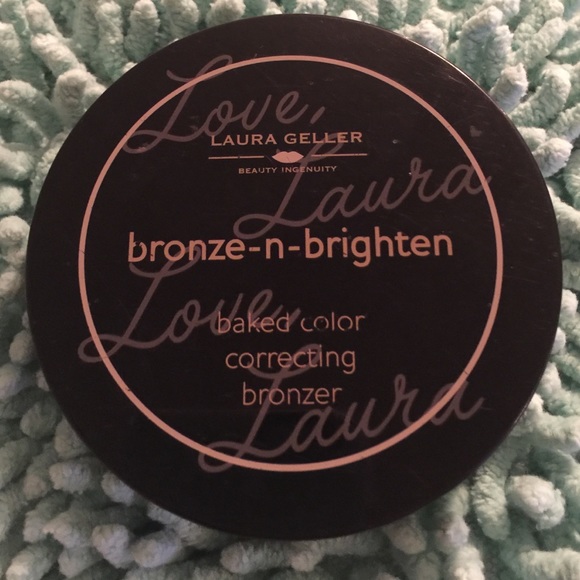 Love,
LAURA GELLER
BEAUTY INGENUITY
Laura
bronze-n-brighten
Love,
baked color
correcting
bronzer
Laura